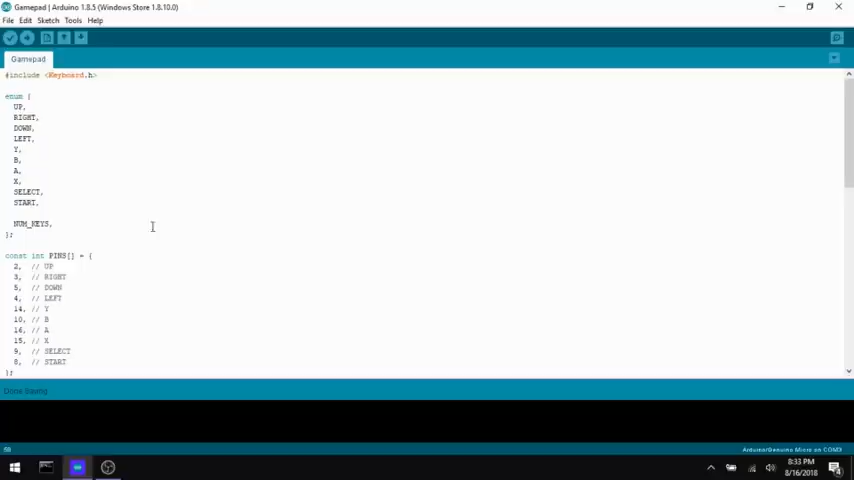 Gamepad | Arduino 1.8.5 (Windows Store 1.8.10.0)
File Edit Sketch Tools Help
Gamepad
#include <Keyboard.h>
enum {
UP,
RIGHT,
DOWN,
LEFT,
Y,
B,
A,
X,
SELECT,
START,
NUM_KEYS,
};
const int PINS[] = {
2, // UP
3, // RIGHT
5, // DOWN
4, // LEFT
14, // Y
10, // B
16, // A
15, // X
9, // SELECT
8, // START
};
Done Saving
Arduino/Genuino Micro on COM3
8:33 PM
8/16/2018